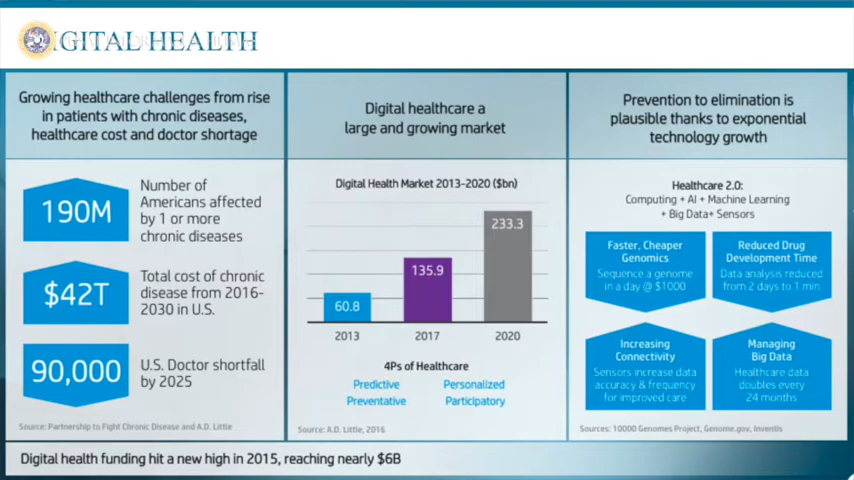 DIGITAL HEALTH
Growing healthcare challenges from rise
in patients with chronic diseases,
healthcare cost and doctor shortage
190M
Number of
Americans affected
by 1 or more
chronic diseases
$42T
Total cost of chronic
disease from 2016-
2030 in U.S.
90,000
U.S. Doctor shortfall
by 2025
Source: Partnership to Fight Chronic Disease and A.D. Little
Digital healthcare a
large and growing market
Digital Health Market 2013-2020 ($bn)
60.8
135.9
233.3
2013 2017 2020
4Ps of Healthcare
Predictive Personalized
Preventative Participatory
Source: A.D. Little, 2016
Prevention to elimination is
plausible thanks to exponential
technology growth
Healthcare 2.0:
Computing + AI + Machine Learning
+ Big Data+ Sensors
Faster, Cheaper
Genomics
Sequence a genome
in a day @ $1000
Reduced Drug
Development Time
Data analysis reduced
from 2 days to 1 min
Increasing
Connectivity
Sensors increase data
accuracy & frequency
for improved care
Managing
Big Data
Healthcare data
doubles every
24 months
Sources: 10000 Genomes Project, Genome.gov, Inventis
Digital health funding hit a new high in 2015, reaching nearly $6B